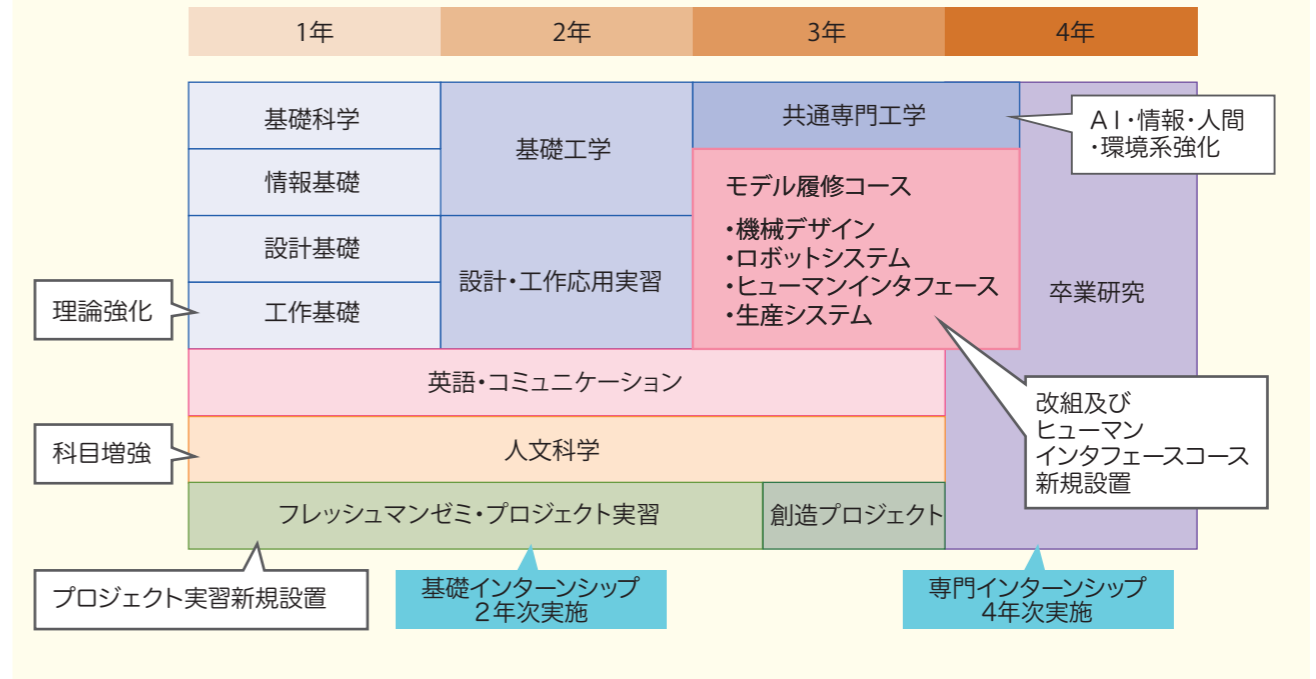 1年
2年
3年
4年
基礎科学
情報基礎
設計基礎
工作基礎
基礎工学
設計・工作応用実習
共通専門工学
モデル履修コース
・機械デザイン
・ロボットシステム
・ヒューマンインタフェース
・生産システム
卒業研究
AI・情報・人間
・環境系強化
理論強化
英語・コミュニケーション
改組及び
ヒューマン
インタフェースコース
新規設置
科目増強
人文科学
フレッシュマンゼミ・プロジェクト実習
創造プロジェクト
プロジェクト実習新規設置
基礎インターンシップ
2年次実施
専門インターンシップ
4年次実施